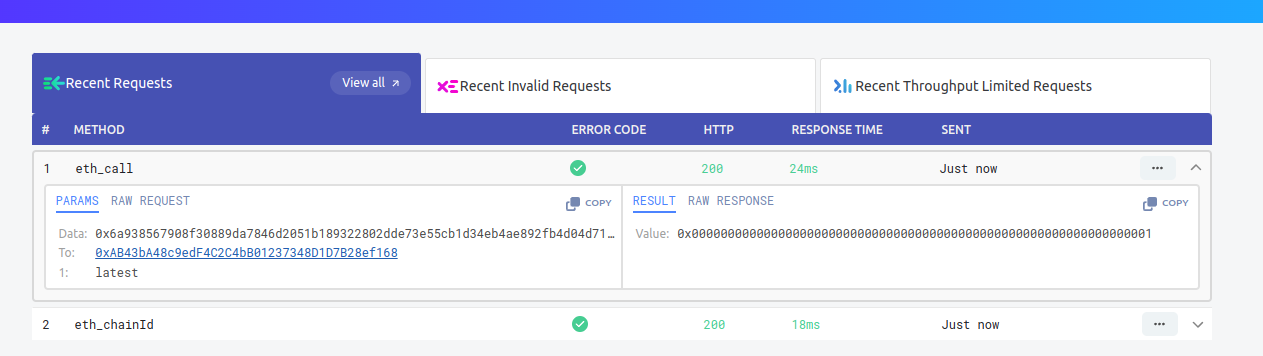 Recent Requests View all
Recent Invalid Requests
Recent Throughput Limited Requests
# METHOD ERROR CODE HTTP RESPONSE TIME SENT
1 eth_call 200 24ms Just now ...
PARAMS RAW REQUEST COPY
Data: 0x6a938567908f30889da7846d2051b189322802dde73e55cb1d34eb4ae892fb4d04d71...
To: 0xAB43bA48c9edF4C2C4bB01237348D1D7B28ef168
1: latest
RESULT RAW RESPONSE COPY
Value: 0x0000000000000000000000000000000000000000000000000000000000000001
2 eth_chainId 200 18ms Just now ...